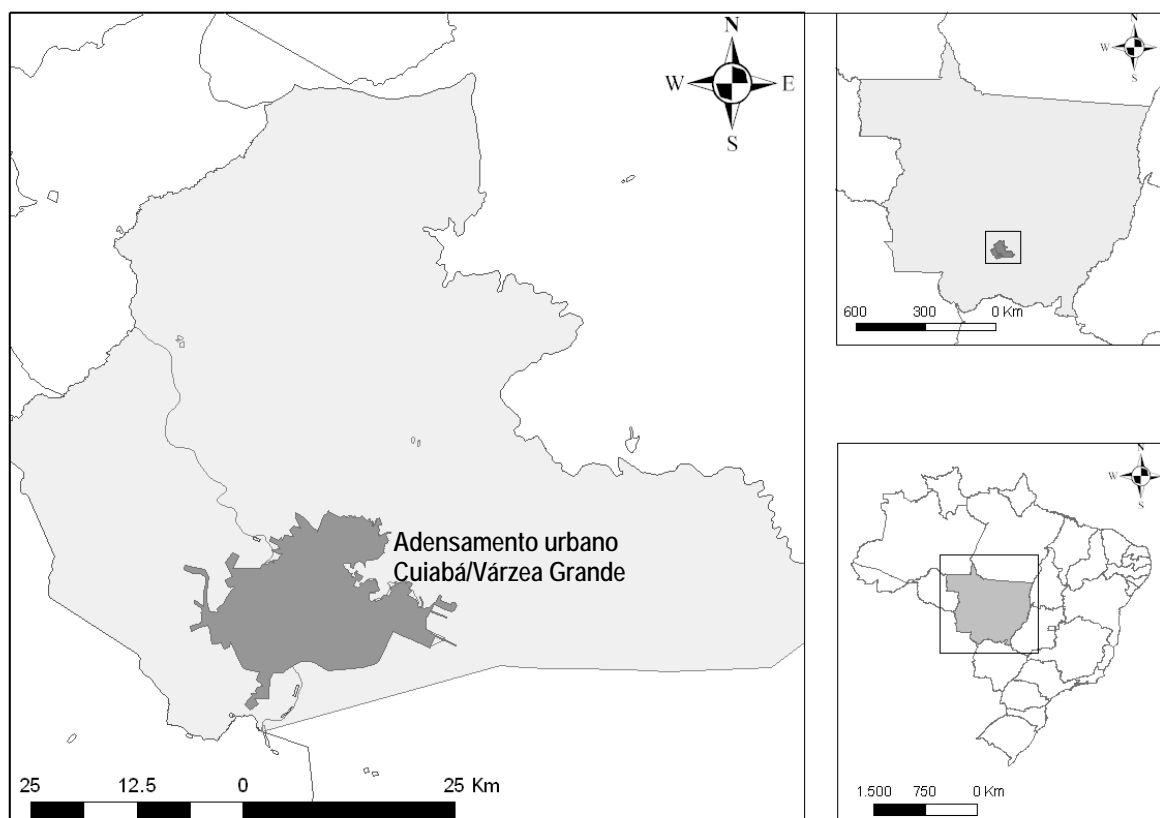 N
W E
S
Adensamento urbano
Cuiabá/Várzea Grande
25 12.5 0 25 Km
N
W E
S
600 300 0 Km
N
W E
S
1.500 750 0 Km